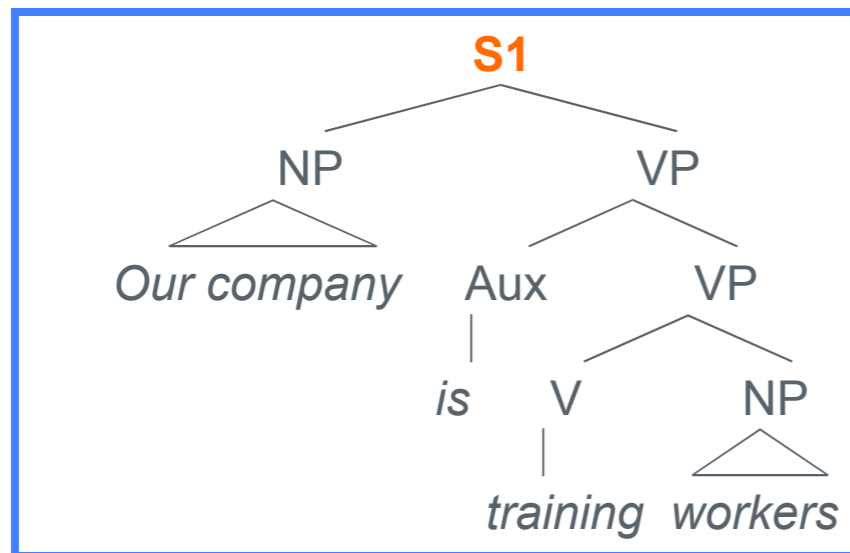 S1
NP VP
Our company Aux VP
is V NP
training workers